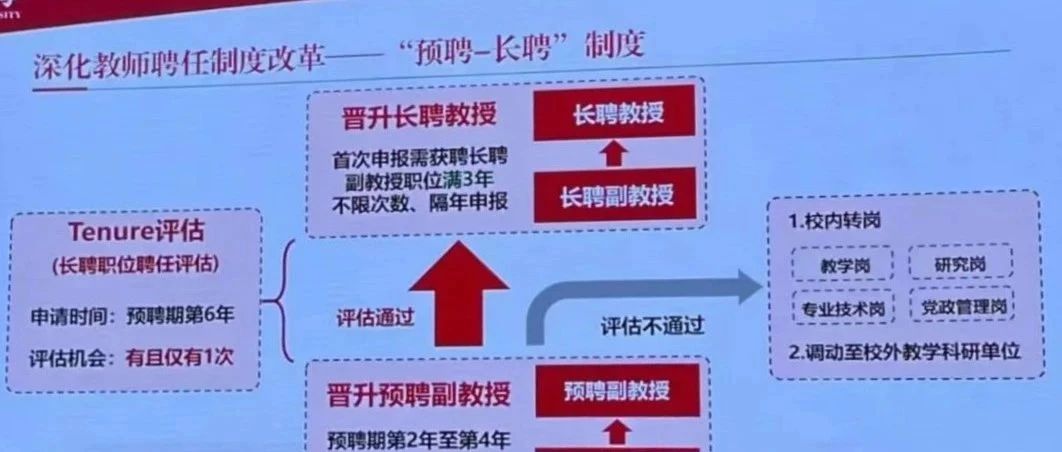 SITY
深化教师聘任制度改革——“预聘-长聘”制度
晋升长聘教授
首次申报需获聘长聘
副教授职位满3年
不限次数、隔年申报
长聘教授
长聘副教授
Tenure评估
(长聘职位聘任评估)
申请时间：预聘期第6年
评估机会：有且仅有1次
评估通过
评估不通过
1.校内转岗
教学岗
研究岗
专业技术岗
党政管理岗
2.调动至校外教学科研单位
晋升预聘副教授
预聘期第2年至第4年
预聘副教授